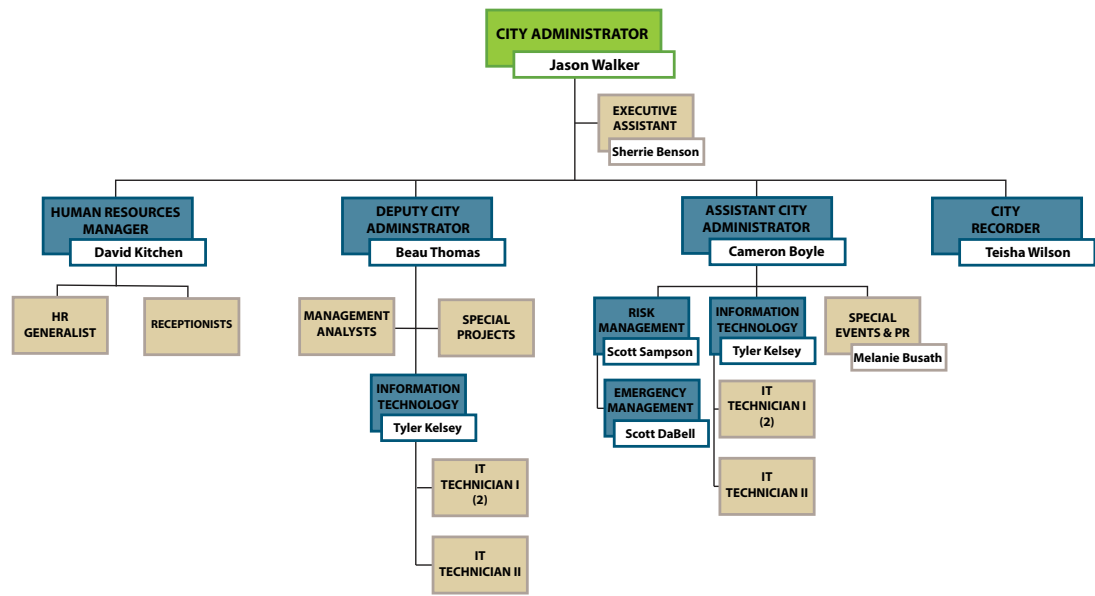 CITY ADMINISTRATOR
Jason Walker
EXECUTIVE
ASSISTANT
Sherrie Benson
HUMAN RESOURCES
MANAGER
David Kitchen
DEPUTY CITY
ADMINSTRATOR
Beau Thomas
ASSISTANT CITY
ADMINISTRATOR
Cameron Boyle
CITY
RECORDER
Teisha Wilson
HR
GENERALIST
RECEPTIONISTS
MANAGEMENT
ANALYSTS
SPECIAL
PROJECTS
INFORMATION
TECHNOLOGY
Tyler Kelsey
IT
TECHNICIAN I
(2)
IT
TECHNICIAN II
RISK
MANAGEMENT
Scott Sampson
EMERGENCY
MANAGEMENT
Scott DaBell
INFORMATION
TECHNOLOGY
Tyler Kelsey
IT
TECHNICIAN I
(2)
IT
TECHNICIAN II
SPECIAL
EVENTS & PR
Melanie Busath